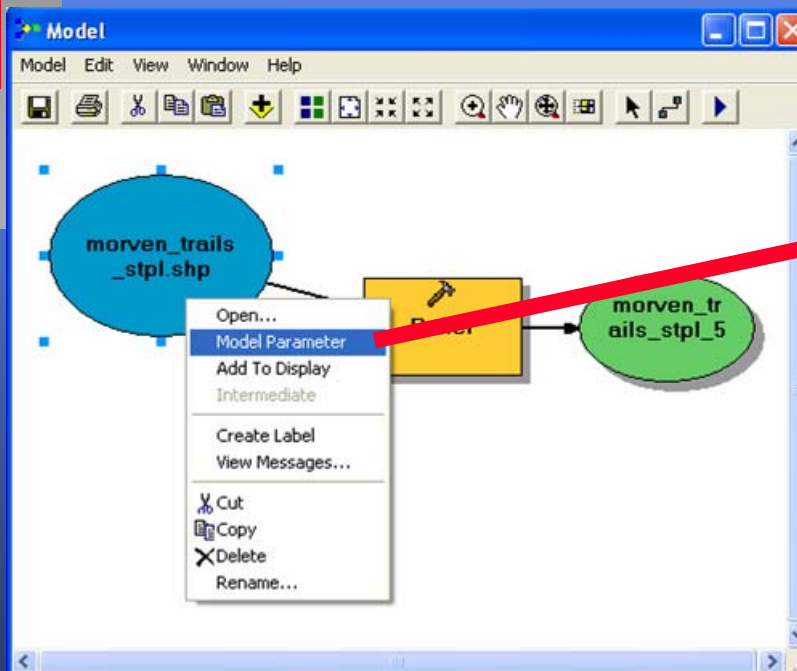 Model
Model Edit View Window Help
morven_trails
_stpl.shp
morven_tr
ails_stpl_5
Open...
Model Parameter
Add To Display
Intermediate
Create Label
View Messages...
Cut
Copy
Delete
Rename...